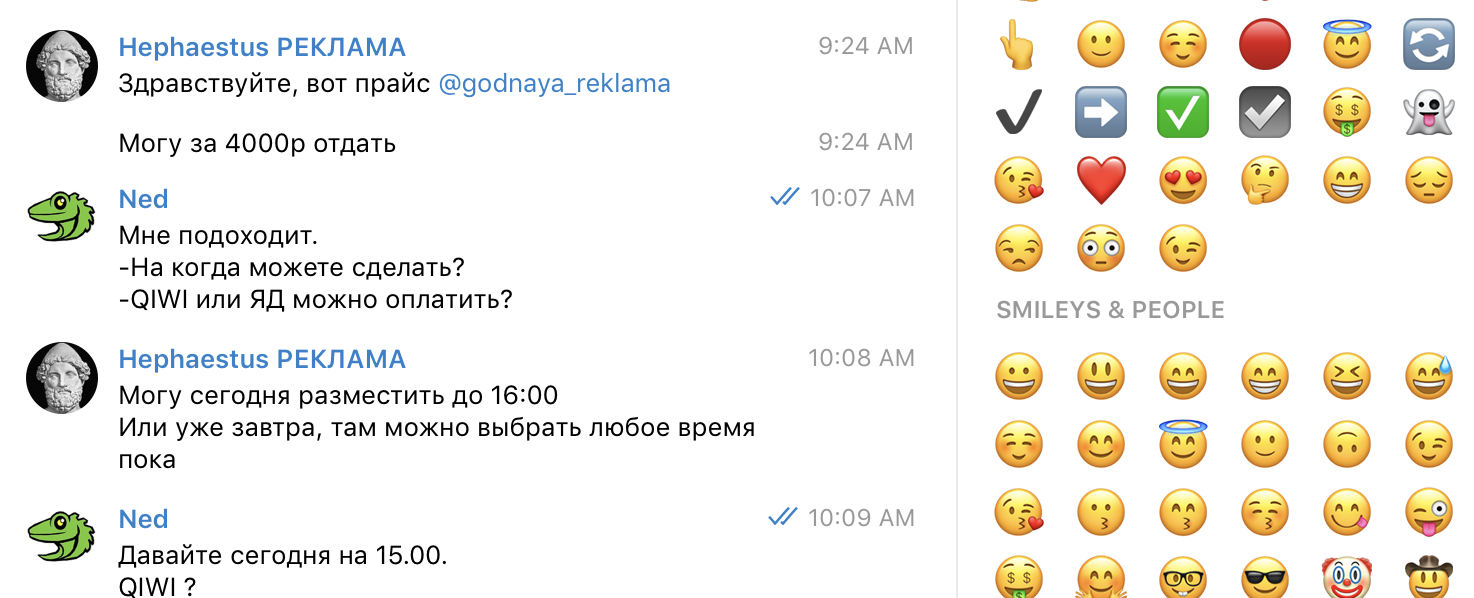 Hephaestus РЕКЛАМА 9:24 AM
Здравствуйте, вот прайс @godnaya_reklama
Могу за 4000р отдать 9:24 AM
Ned 10:07 AM
Мне подоходит.
-На когда можете сделать?
-QIWI или ЯД можно оплатить?
Hephaestus РЕКЛАМА 10:08 AM
Могу сегодня разместить до 16:00
Или уже завтра, там можно выбрать любое время
пока
Ned 10:09 AM
Давайте сегодня на 15.00.
QIWI ?
SMILEYS & PEOPLE